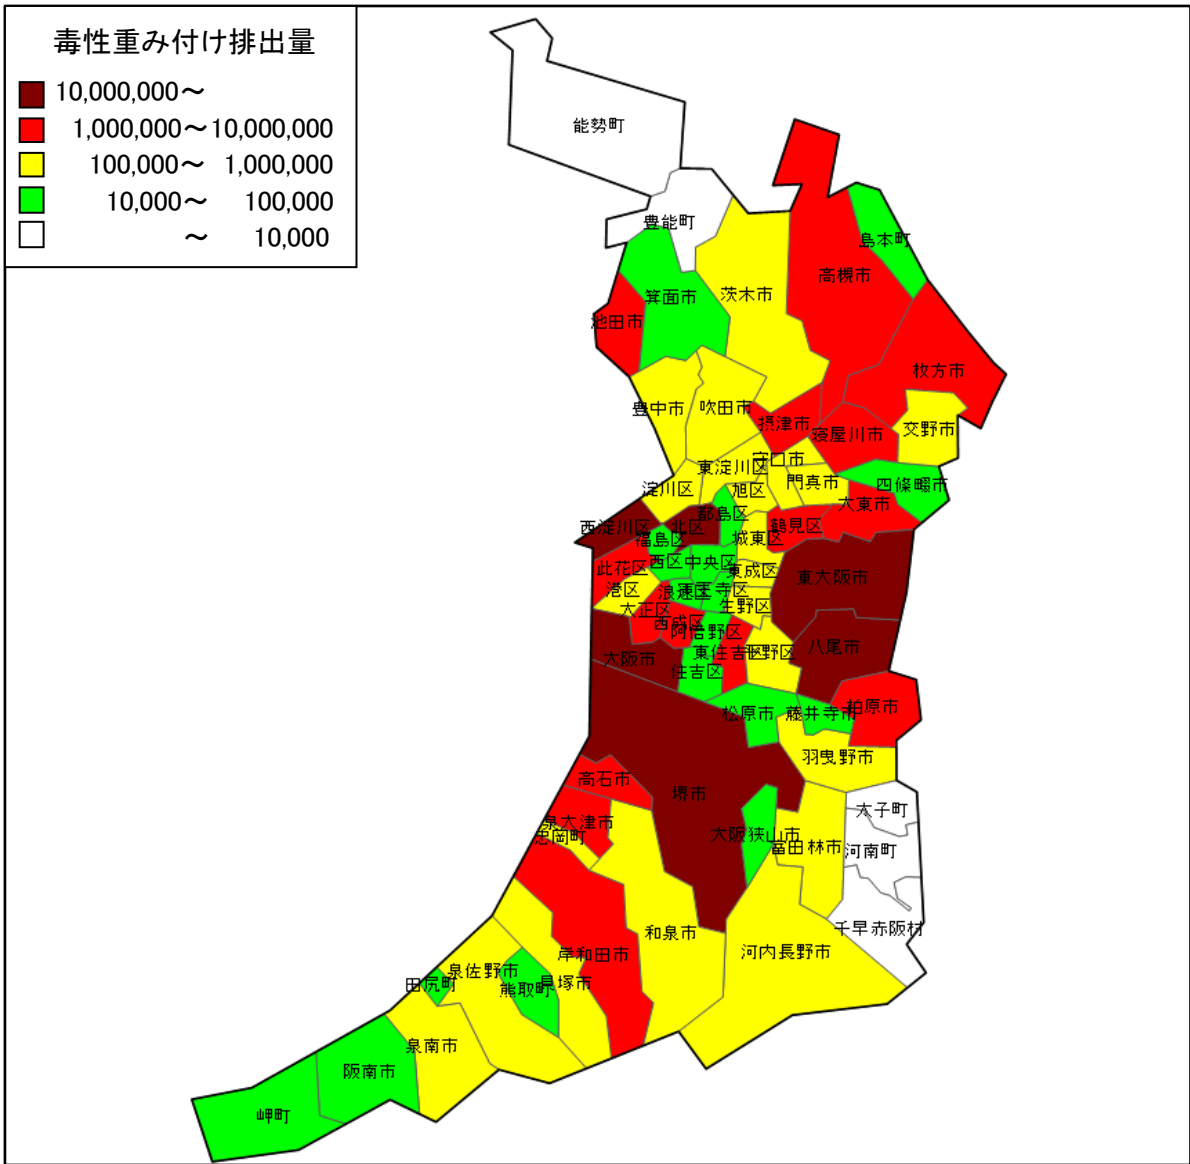 毒性重み付け排出量
10,000,000～
1,000,000～10,000,000
100,000～ 1,000,000
10,000～ 100,000
～ 10,000
能勢町
豊能町
島本町
高槻市
茨木市
箕面市
池田市
枚方市
豊中市
吹田市
摂津市
寝屋川市
交野市
守口市
東淀川区
門真市
四條畷市
淀川区
旭区
大東市
都島区
鶴見区
西淀川区
北区
福島区
城東区
西区
中央区
此花区
東成区
東大阪市
港区
浪速区
天王寺区
生野区
大正区
西成区
阿倍野区
東住吉区
平野区
八尾市
大阪市
住吉区
柏原市
松原市
藤井寺市
羽曳野市
高石市
堺市
太子町
泉大津市
忠岡町
大阪狭山市
富田林市
河南町
千早赤阪村
和泉市
河内長野市
岸和田市
泉佐野市
田尻町
熊取町
貝塚市
泉南市
阪南市
岬町